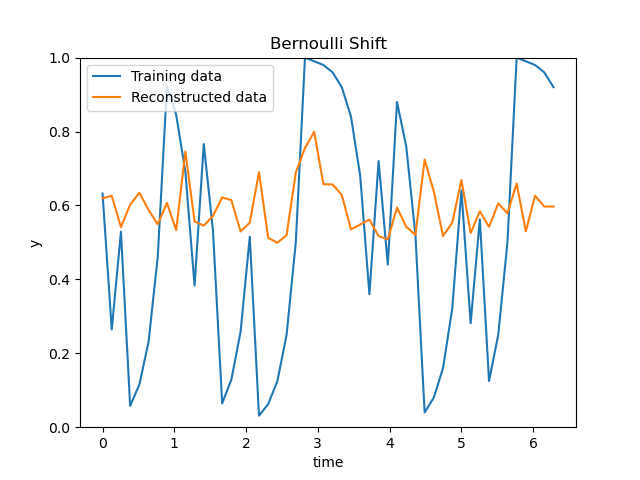 Bernoulli Shift
Training data
Reconstructed data
1.0
0.8
0.6
0.4
0.2
0.0
y
0 1 2 3 4 5 6
time